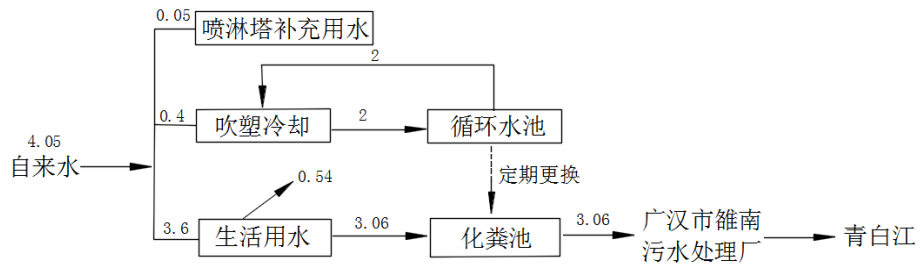 0.05
喷淋塔补充用水
2
0.4
吹塑冷却
2
循环水池
4.05
自来水
定期更换
0.54
3.6
生活用水
3.06
化粪池
3.06
广汉市雒南
污水处理厂
青白江